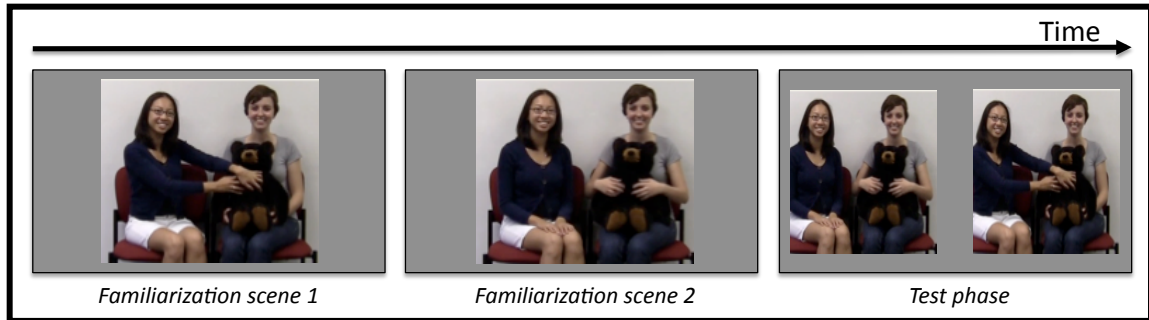 Time
Familiarization scene 1
Familiarization scene 2
Test phase